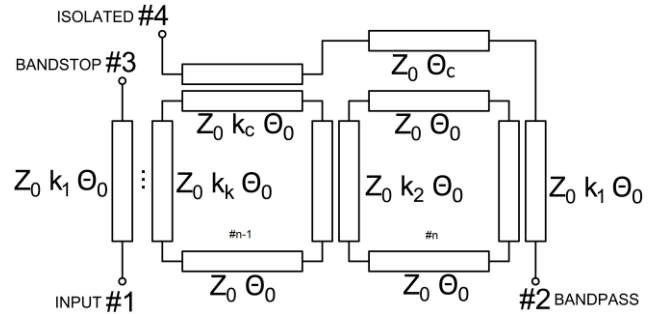 ISOLATED #4
BANDSTOP #3
Z₀ Θc
Z₀ kc Θ₀
Z₀ Θ₀
Z₀ k₁ Θ₀
⋮
Z₀ kk Θ₀
Z₀ k₂ Θ₀
Z₀ k₁ Θ₀
#n-1
#n
Z₀ Θ₀
Z₀ Θ₀
INPUT #1
#2 BANDPASS